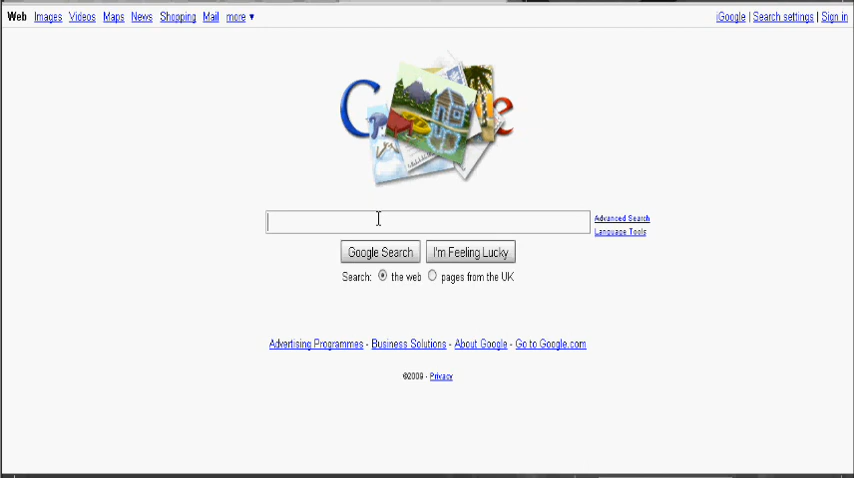 Web Images Videos Maps News Shopping Mail more ▼ iGoogle | Search settings | Sign in
Advanced Search
Language Tools
Google Search I'm Feeling Lucky
Search: the web pages from the UK
Advertising Programmes - Business Solutions - About Google - Go to Google.com
©2009 - Privacy